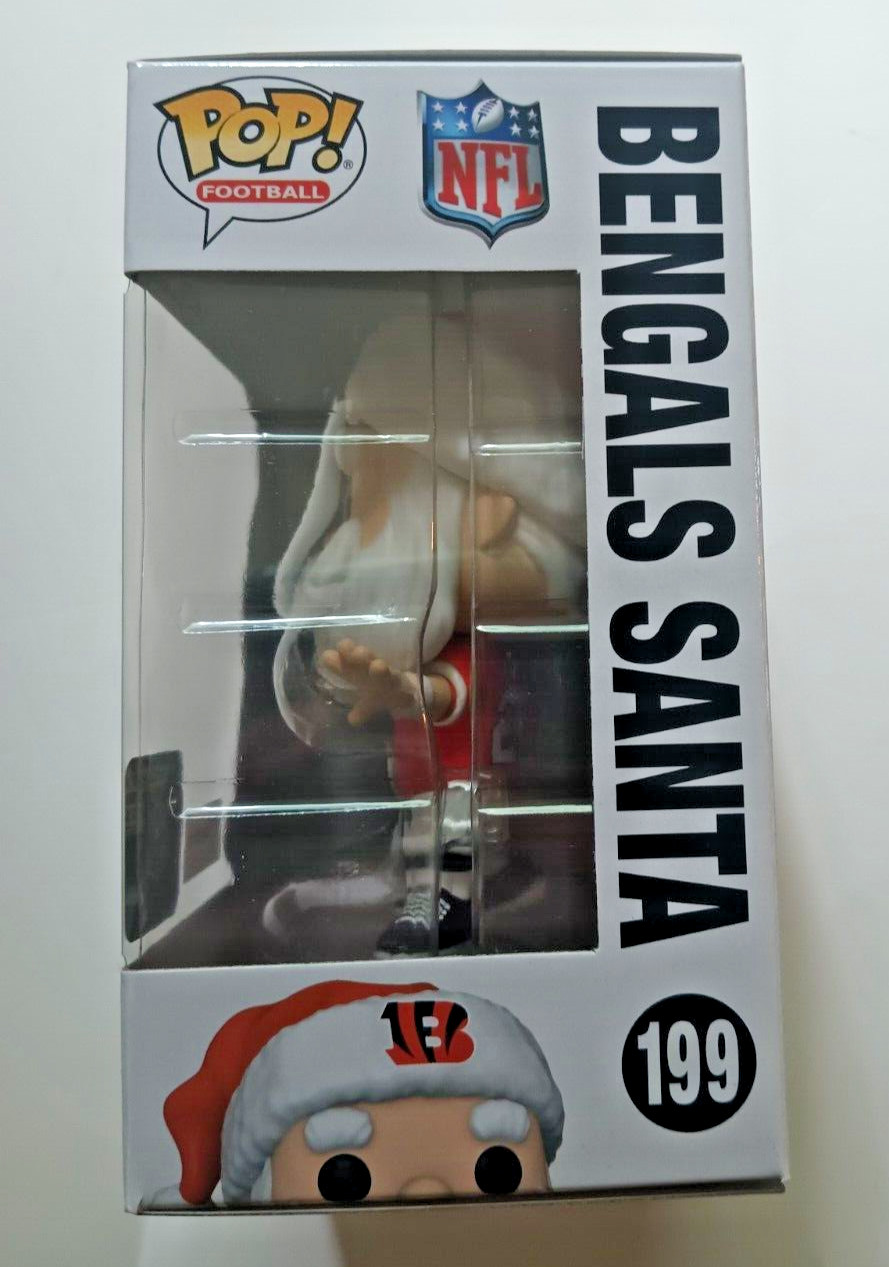 POP!®
FOOTBALL
NFL
BENGALS SANTA
B
199